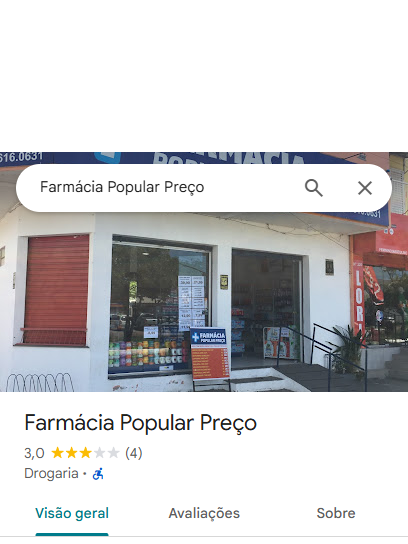 616.0631
FARMÁCIA
Farmácia Popular Preço
616.0631
FARMÁCIA
POPULAR PREÇO
Farmácia Popular Preço
3,0 (4)
Drogaria ·
Visão geral Avaliações Sobre